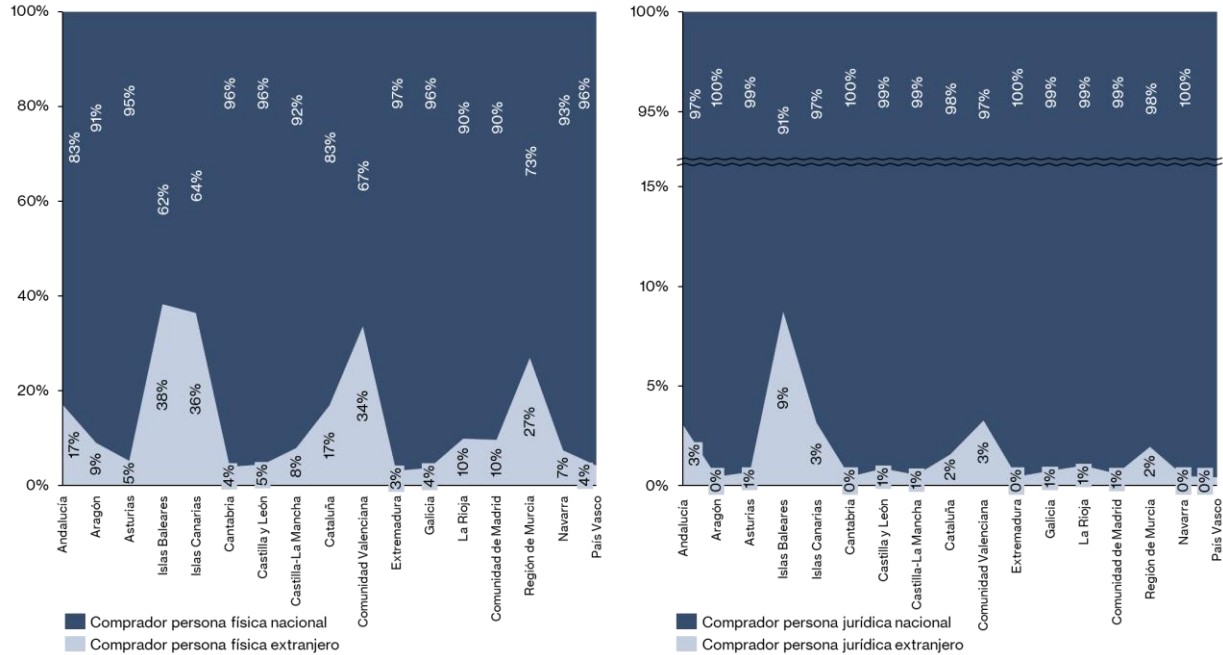 100%
80%
60%
40%
20%
0%
83%
91%
95%
62%
64%
96%
96%
92%
83%
67%
97%
96%
90%
90%
73%
93%
96%
17%
9%
5%
38%
36%
4%
5%
8%
17%
34%
3%
4%
10%
10%
27%
7%
4%
Andalucía
Aragón
Asturias
Islas Baleares
Islas Canarias
Cantabria
Castilla y León
Castilla-La Mancha
Cataluña
Comunidad Valenciana
Extremadura
Galicia
La Rioja
Comunidad de Madrid
Región de Murcia
Navarra
País Vasco
Comprador persona física nacional
Comprador persona física extranjero
100%
95%
15%
10%
5%
0%
97%
100%
99%
91%
97%
100%
99%
99%
98%
97%
100%
99%
99%
99%
98%
100%
3%
0%
1%
9%
3%
0%
1%
1%
2%
3%
0%
1%
1%
1%
2%
0%
0%
Andalucía
Aragón
Asturias
Islas Baleares
Islas Canarias
Cantabria
Castilla y León
Castilla-La Mancha
Cataluña
Comunidad Valenciana
Extremadura
Galicia
La Rioja
Comunidad de Madrid
Región de Murcia
Navarra
País Vasco
Comprador persona jurídica nacional
Comprador persona jurídica extranjero